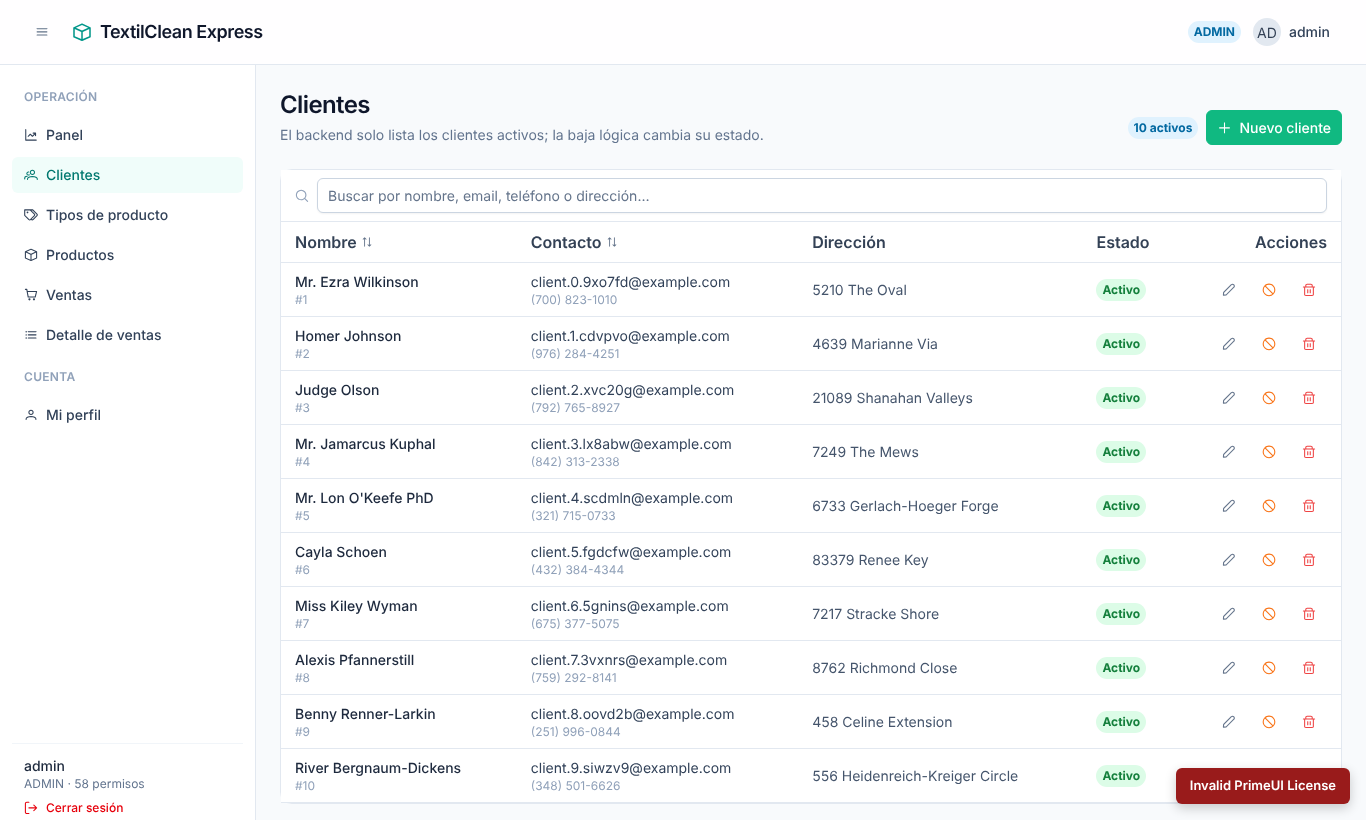 TextilClean Express
ADMIN
AD
admin
OPERACIÓN
Panel
Clientes
Tipos de producto
Productos
Ventas
Detalle de ventas
CUENTA
Mi perfil
admin
ADMIN · 58 permisos
Cerrar sesión
Clientes
El backend solo lista los clientes activos; la baja lógica cambia su estado.
10 activos
Nuevo cliente
Buscar por nombre, email, teléfono o dirección...
Nombre Contacto Dirección Estado Acciones
Mr. Ezra Wilkinson client.0.9xo7fd@example.com 5210 The Oval Activo
#1 (700) 823-1010
Homer Johnson client.1.cdvpvo@example.com 4639 Marianne Via Activo
#2 (976) 284-4251
Judge Olson client.2.xvc20g@example.com 21089 Shanahan Valleys Activo
#3 (792) 765-8927
Mr. Jamarcus Kuphal client.3.lx8abw@example.com 7249 The Mews Activo
#4 (842) 313-2338
Mr. Lon O'Keefe PhD client.4.scdmln@example.com 6733 Gerlach-Hoeger Forge Activo
#5 (321) 715-0733
Cayla Schoen client.5.fgdcfw@example.com 83379 Renee Key Activo
#6 (432) 384-4344
Miss Kiley Wyman client.6.5gnins@example.com 7217 Stracke Shore Activo
#7 (675) 377-5075
Alexis Pfannerstill client.7.3vxnrs@example.com 8762 Richmond Close Activo
#8 (759) 292-8141
Benny Renner-Larkin client.8.oovd2b@example.com 458 Celine Extension Activo
#9 (251) 996-0844
River Bergnaum-Dickens client.9.siwzv9@example.com 556 Heidenreich-Kreiger Circle Activo
#10 (348) 501-6626
Invalid PrimeUI License